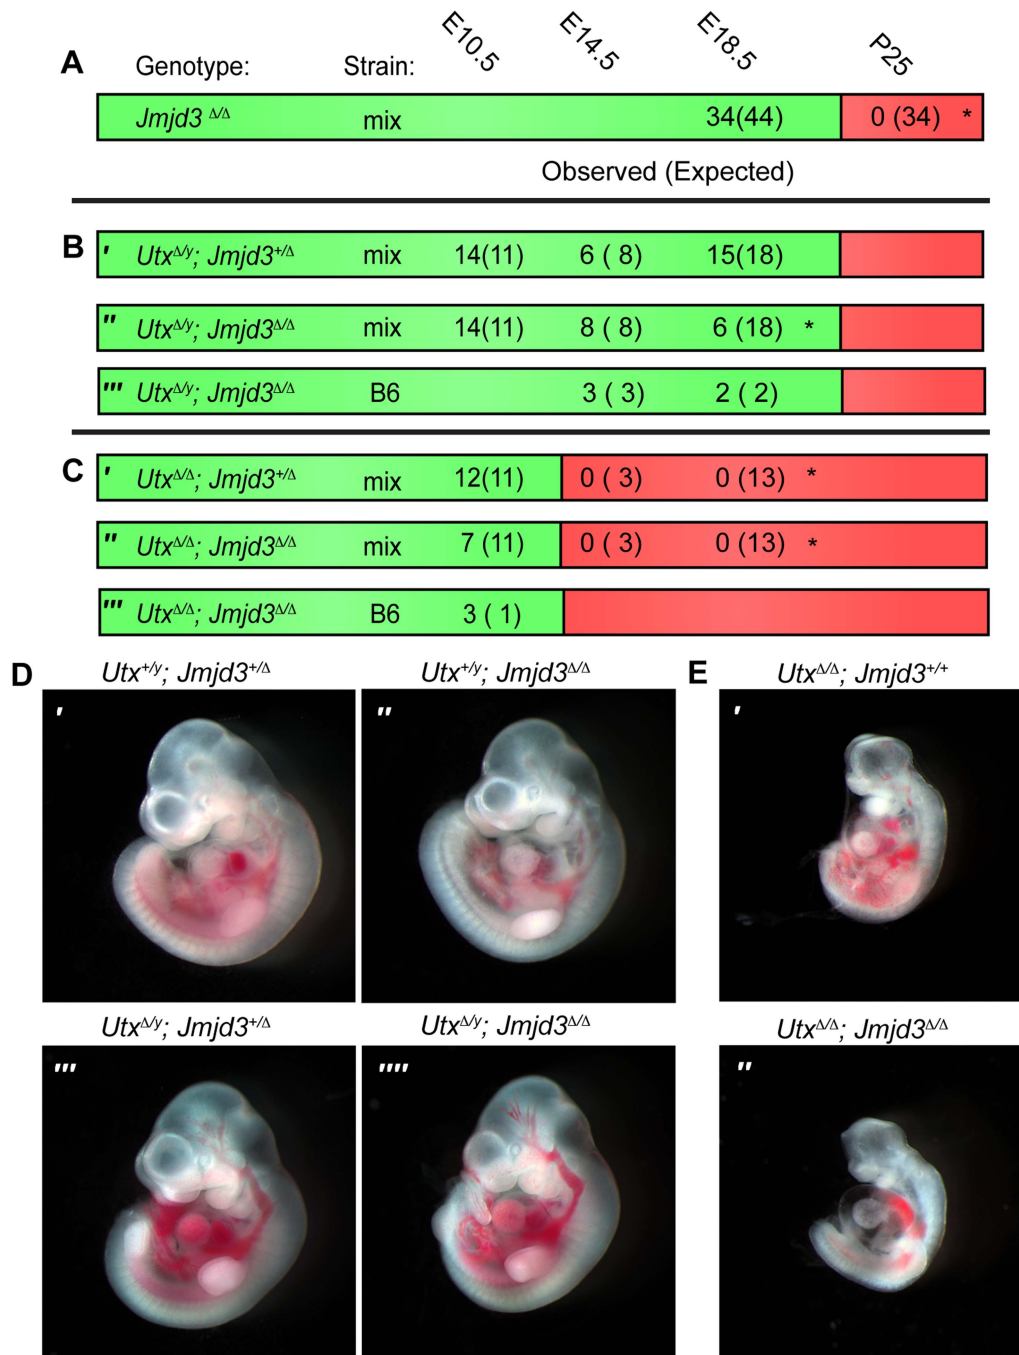 E10.5 E14.5 E18.5 P25
A Genotype: Strain:
Jmjd3 Δ/Δ mix 34(44) 0 (34) *
Observed (Expected)
B ' UtxΔ/y; Jmjd3+/Δ mix 14(11) 6 ( 8) 15(18)
'' UtxΔ/y; Jmjd3Δ/Δ mix 14(11) 8 ( 8) 6 (18) *
''' UtxΔ/y; Jmjd3Δ/Δ B6 3 ( 3) 2 ( 2)
C ' UtxΔ/Δ; Jmjd3+/Δ mix 12(11) 0 ( 3) 0 (13) *
'' UtxΔ/Δ; Jmjd3Δ/Δ mix 7 (11) 0 ( 3) 0 (13) *
''' UtxΔ/Δ; Jmjd3Δ/Δ B6 3 ( 1)
D Utx+/y; Jmjd3+/Δ Utx+/y; Jmjd3Δ/Δ E UtxΔ/Δ; Jmjd3+/+
' '' '
UtxΔ/y; Jmjd3+/Δ UtxΔ/y; Jmjd3Δ/Δ UtxΔ/Δ; Jmjd3Δ/Δ
''' '''' ''